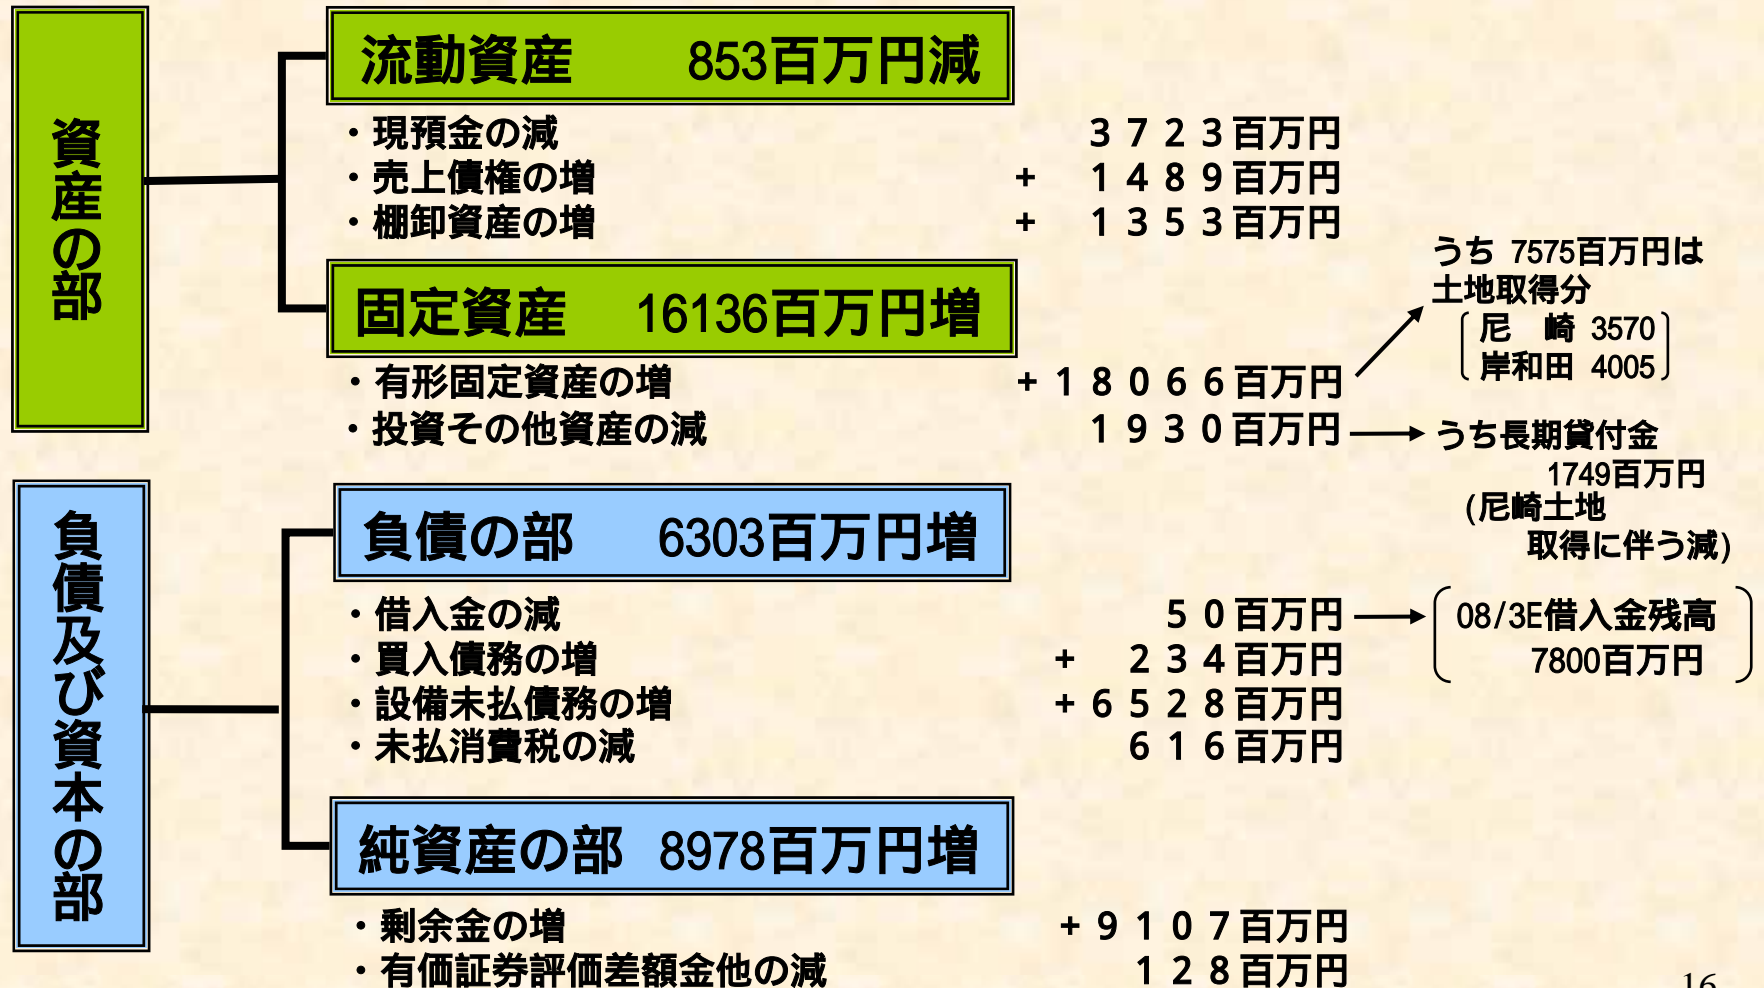 資産の部
流動資産 853百万円減
・現預金の減 3723百万円
・売上債権の増 + 1489百万円
・棚卸資産の増 + 1353百万円
固定資産 16136百万円増
・有形固定資産の増 +18066百万円
うち 7575百万円は
土地取得分
尼 崎 3570
岸和田 4005
・投資その他資産の減 1930百万円
うち長期貸付金
1749百万円
(尼崎土地
取得に伴う減)
負債及び資本の部
負債の部 6303百万円増
・借入金の減 50百万円
08/3E借入金残高
7800百万円
・買入債務の増 + 234百万円
・設備未払債務の増 +6528百万円
・未払消費税の減 616百万円
純資産の部 8978百万円増
・剰余金の増 +9107百万円
・有価証券評価差額金他の減 128百万円
16